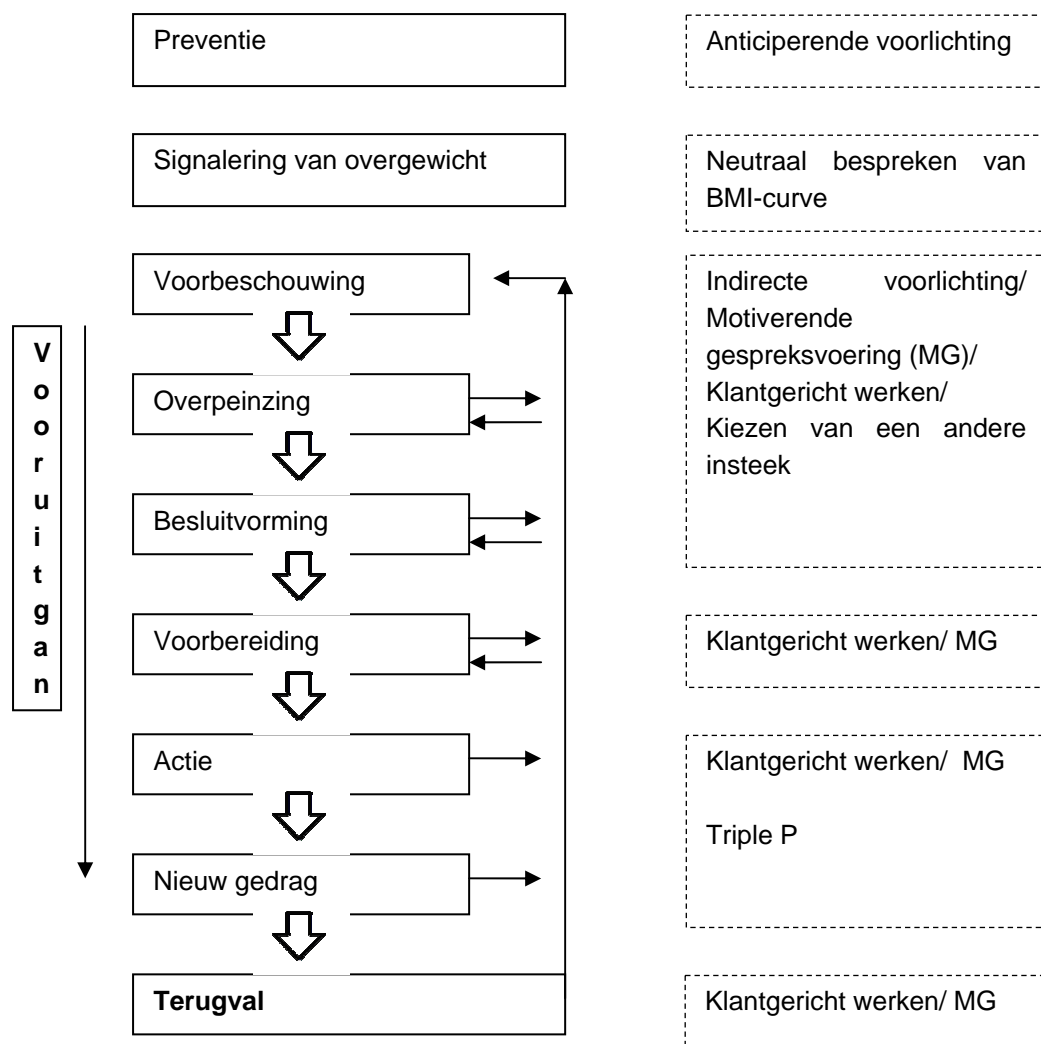 Preventie
Anticiperende voorlichting
Signalering van overgewicht
Neutraal bespreken van
BMI-curve
Voorbeschouwing
Indirecte voorlichting/
Motiverende
gespreksvoering (MG)/
Klantgericht werken/
Kiezen van een andere
insteek
V
o
o
r
u
i
t
g
a
n
Overpeinzing
Besluitvorming
Voorbereiding
Klantgericht werken/ MG
Actie
Klantgericht werken/ MG
Triple P
Nieuw gedrag
Terugval
Klantgericht werken/ MG